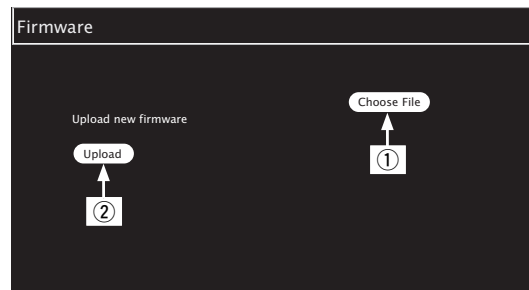 Firmware
Choose File
Upload new firmware
①
Upload
②